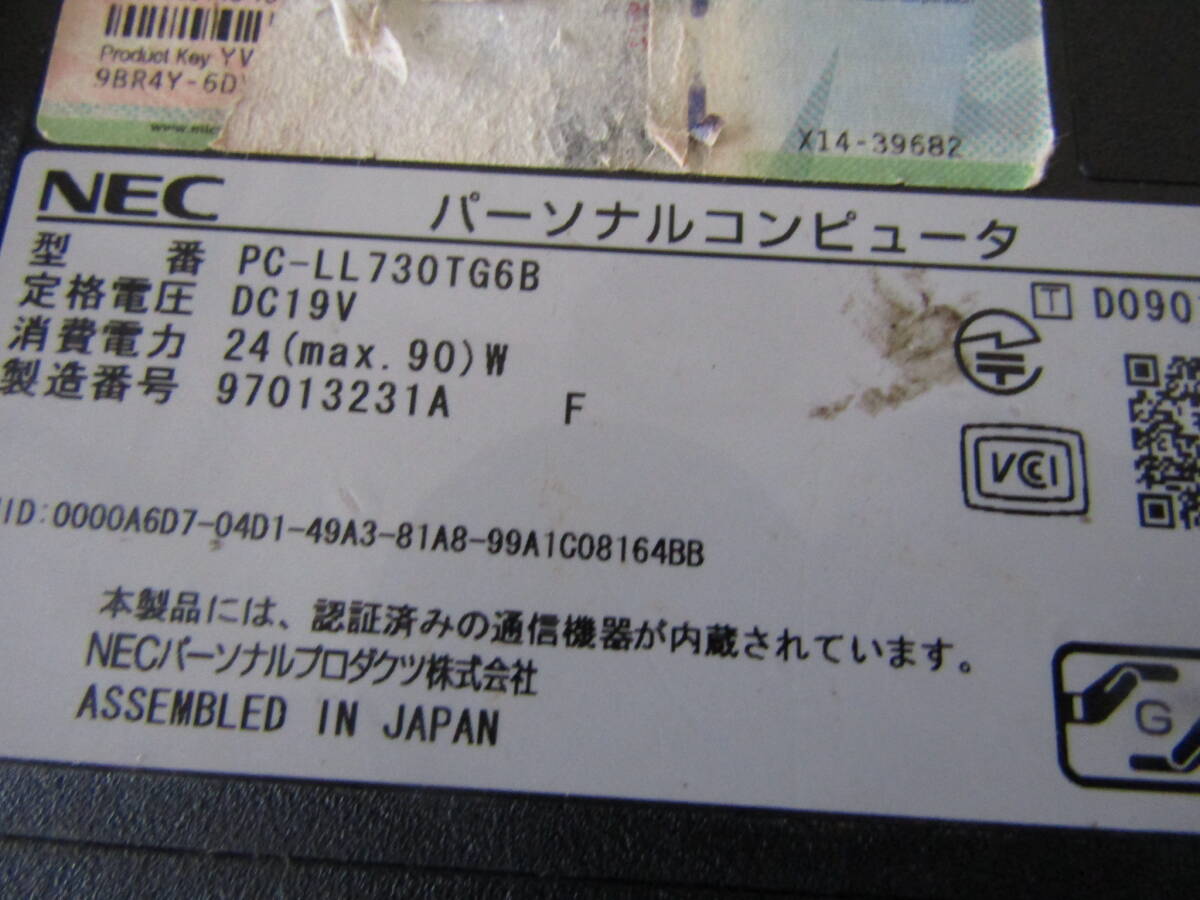 Product Key YV
9BR4Y-6D
www.mic
X14-39682
NEC パーソナルコンピュータ
型 番 PC-LL730TG6B
定格電圧 DC19V
消費電力 24(max.90)W
製造番号 97013231A F
T D090
VCCI
ID:0000A6D7-04D1-49A3-81A8-99A1C08164BB
本製品には、認証済みの通信機器が内蔵されています。
NECパーソナルプロダクツ株式会社
ASSEMBLED IN JAPAN
G